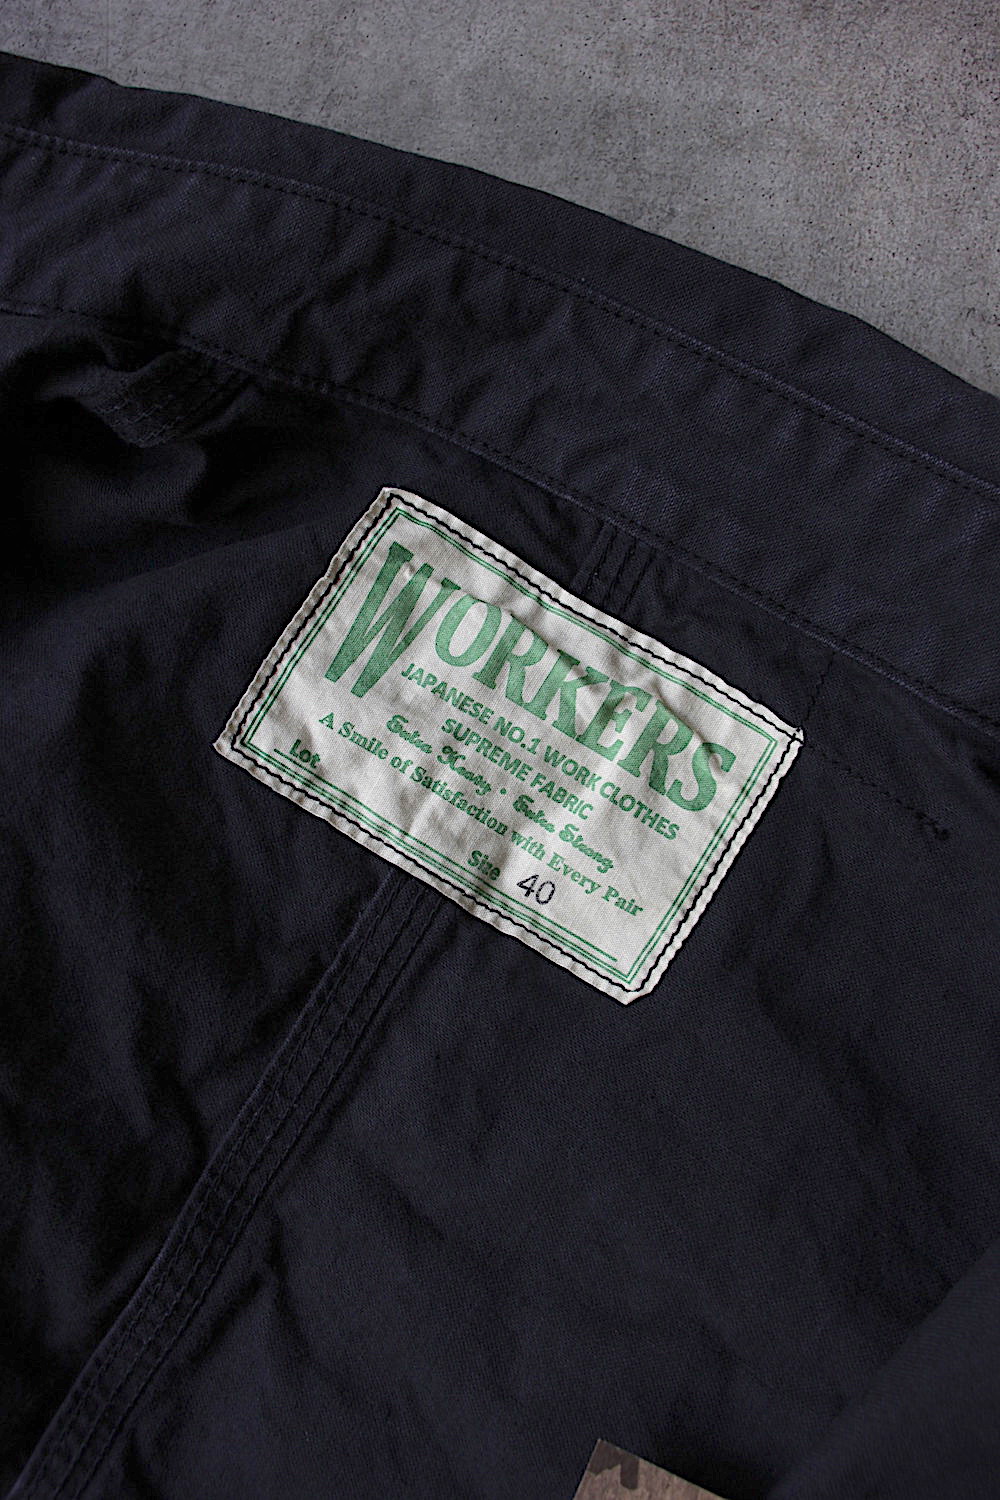 WORKERS
JAPANESE NO.1 WORK CLOTHES
SUPREME FABRIC
Extra Heavy • Extra Strong
A Smile of Satisfaction with Every Pair
Lot Size 40